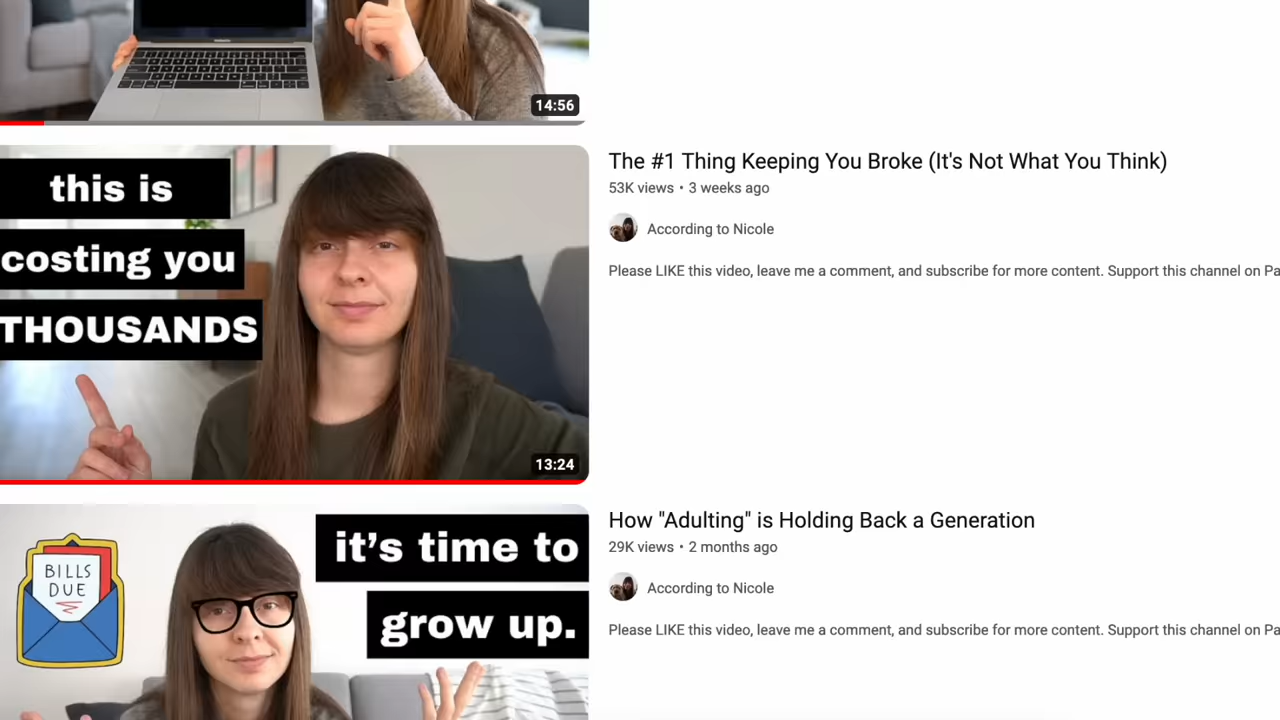 14:56
this is
costing you
THOUSANDS
13:24
The #1 Thing Keeping You Broke (It's Not What You Think)
53K views • 3 weeks ago
According to Nicole
Please LIKE this video, leave me a comment, and subscribe for more content. Support this channel on Pa
BILLS
DUE
it's time to
grow up.
How "Adulting" is Holding Back a Generation
29K views • 2 months ago
According to Nicole
Please LIKE this video, leave me a comment, and subscribe for more content. Support this channel on Pa